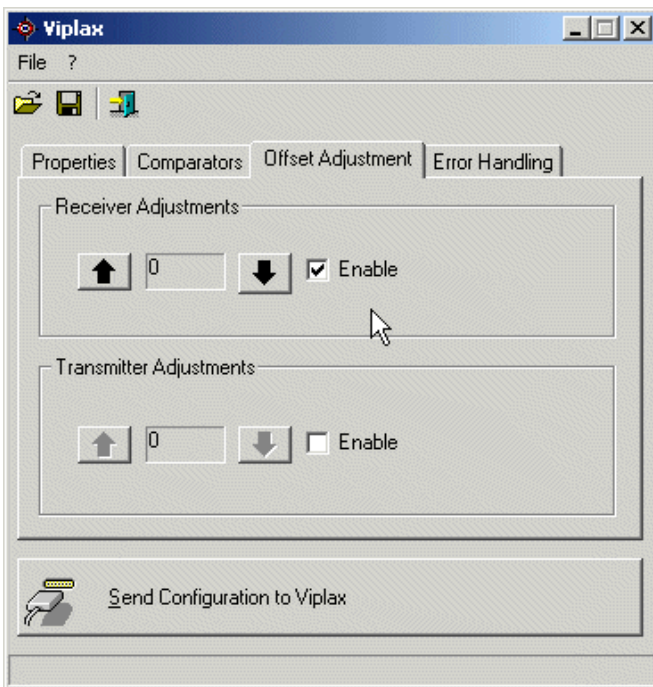 Viplax
File ?
Properties Comparators Offset Adjustment Error Handling
Receiver Adjustments
0 Enable
Transmitter Adjustments
0 Enable
Send Configuration to Viplax